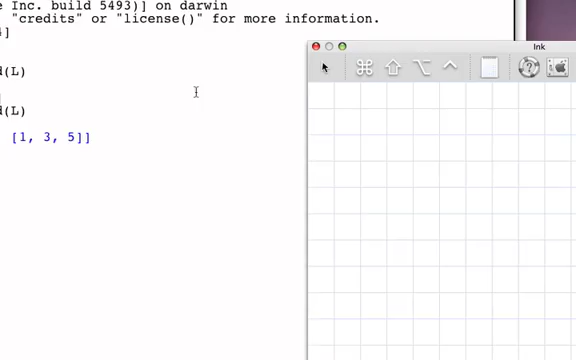 e Inc. build 5493)] on darwin
"credits" or "license()" for more information.
]
d(L)
d(L)
[1, 3, 5]]
Ink